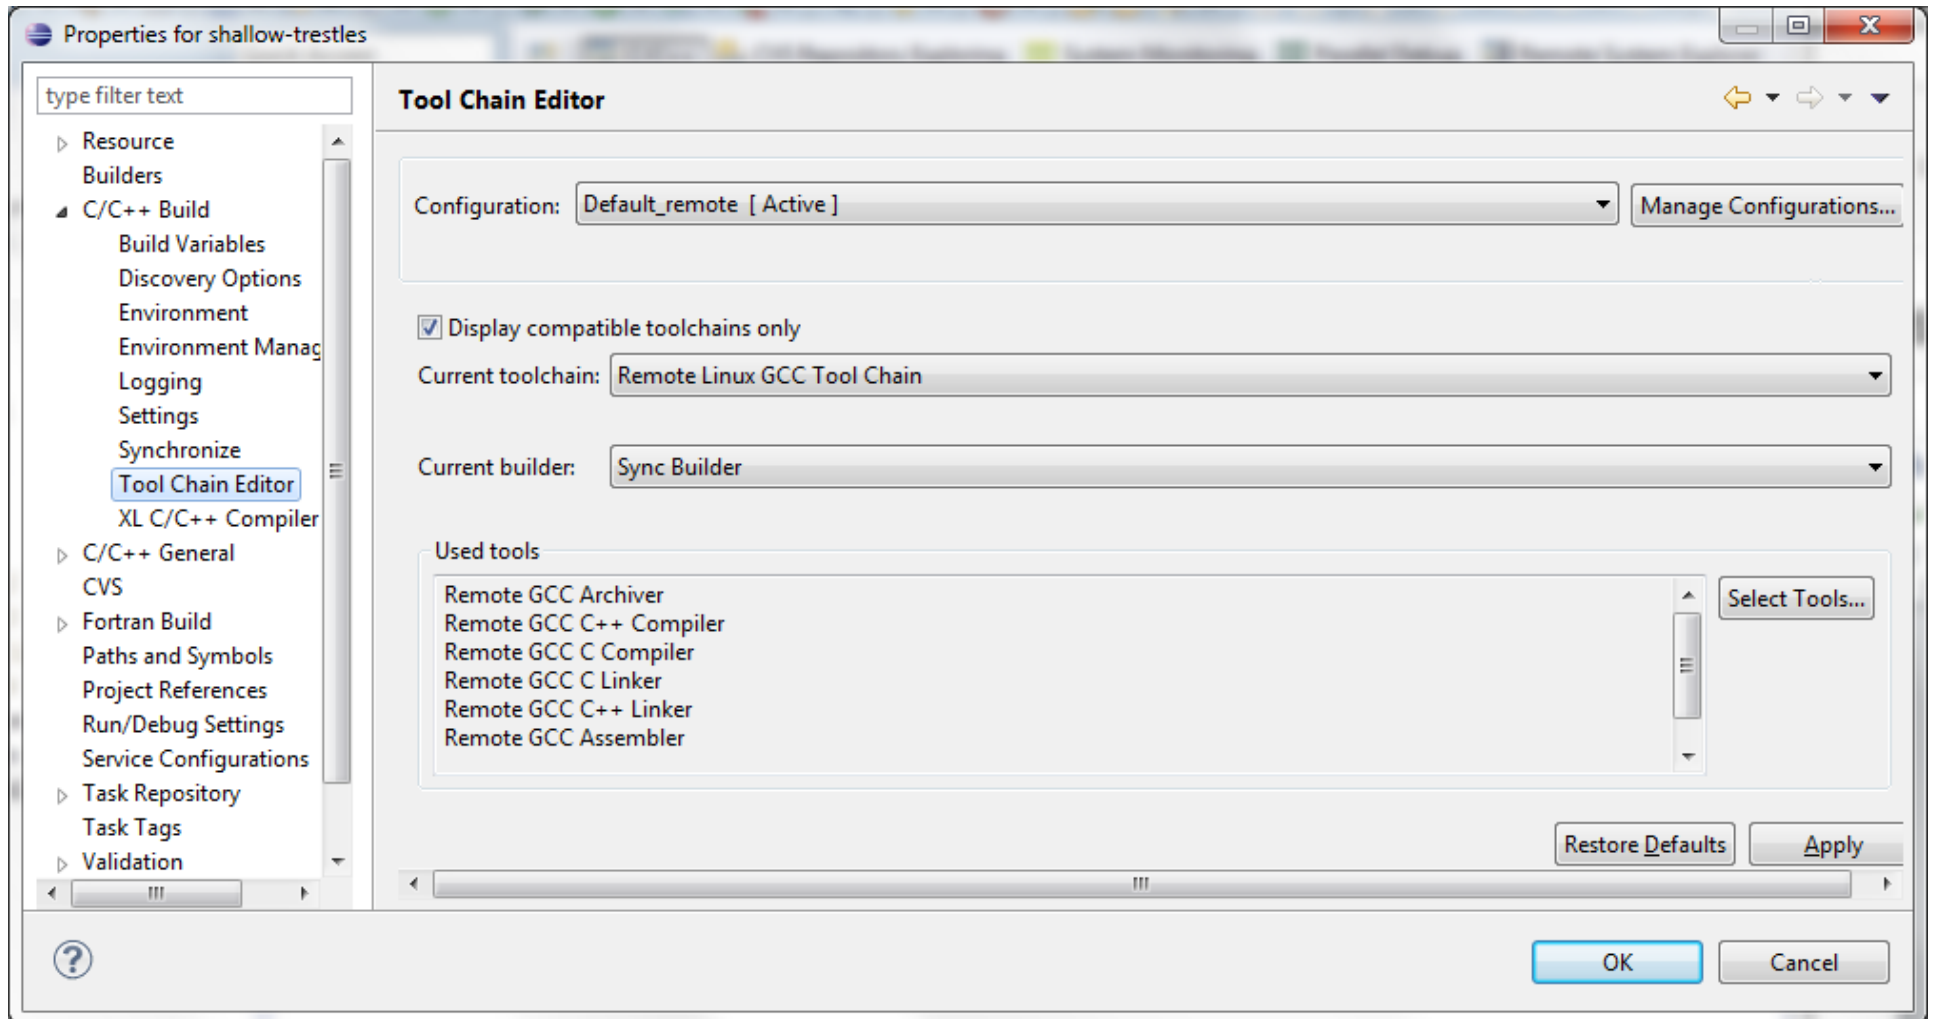 Properties for shallow-trestles
type filter text
Resource
Builders
C/C++ Build
Build Variables
Discovery Options
Environment
Environment Manag
Logging
Settings
Synchronize
Tool Chain Editor
XL C/C++ Compiler
C/C++ General
CVS
Fortran Build
Paths and Symbols
Project References
Run/Debug Settings
Service Configurations
Task Repository
Task Tags
Validation
Tool Chain Editor
Configuration: Default_remote [ Active ] Manage Configurations...
Display compatible toolchains only
Current toolchain: Remote Linux GCC Tool Chain
Current builder: Sync Builder
Used tools
Remote GCC Archiver
Remote GCC C++ Compiler
Remote GCC C Compiler
Remote GCC C Linker
Remote GCC C++ Linker
Remote GCC Assembler
Select Tools...
Restore Defaults Apply
OK Cancel